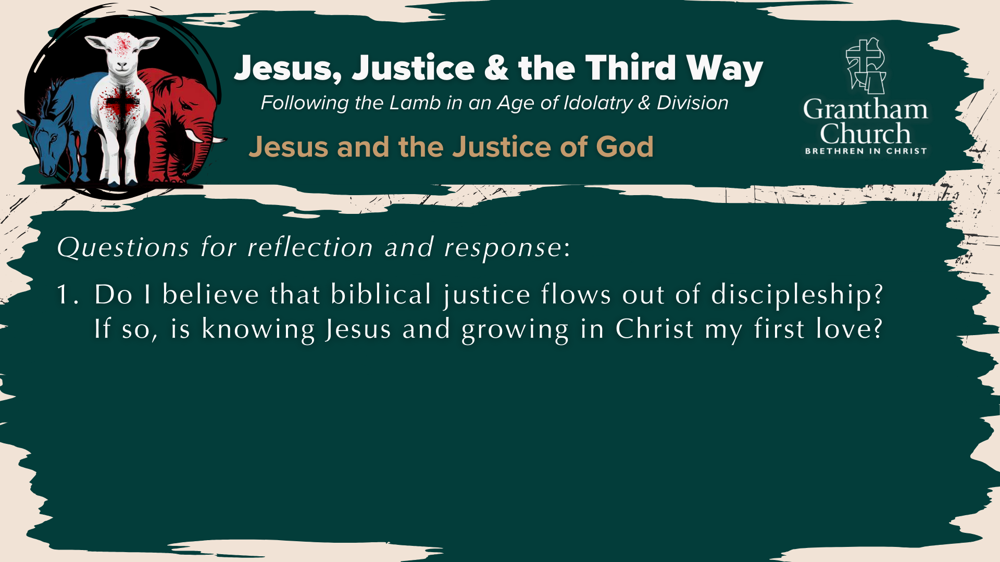 Jesus, Justice & the Third Way
Following the Lamb in an Age of Idolatry & Division
Jesus and the Justice of God
Grantham
Church
BRETHREN IN CHRIST
Questions for reflection and response:
1. Do I believe that biblical justice flows out of discipleship?
If so, is knowing Jesus and growing in Christ my first love?